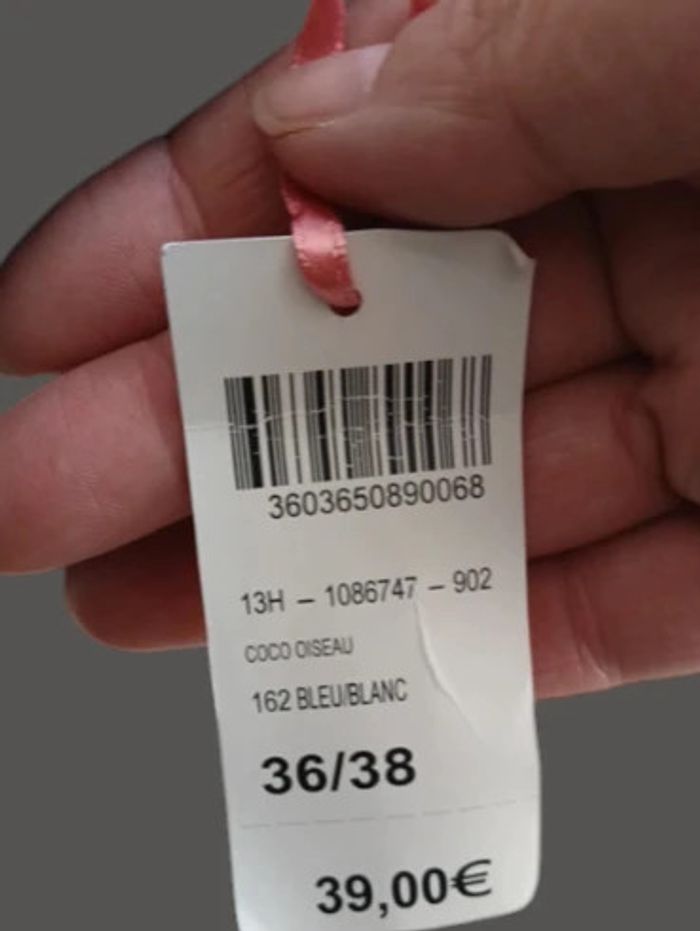 3603650890068
13H – 1086747 – 902
COCO OISEAU
162 BLEU/BLANC
36/38
39,00€